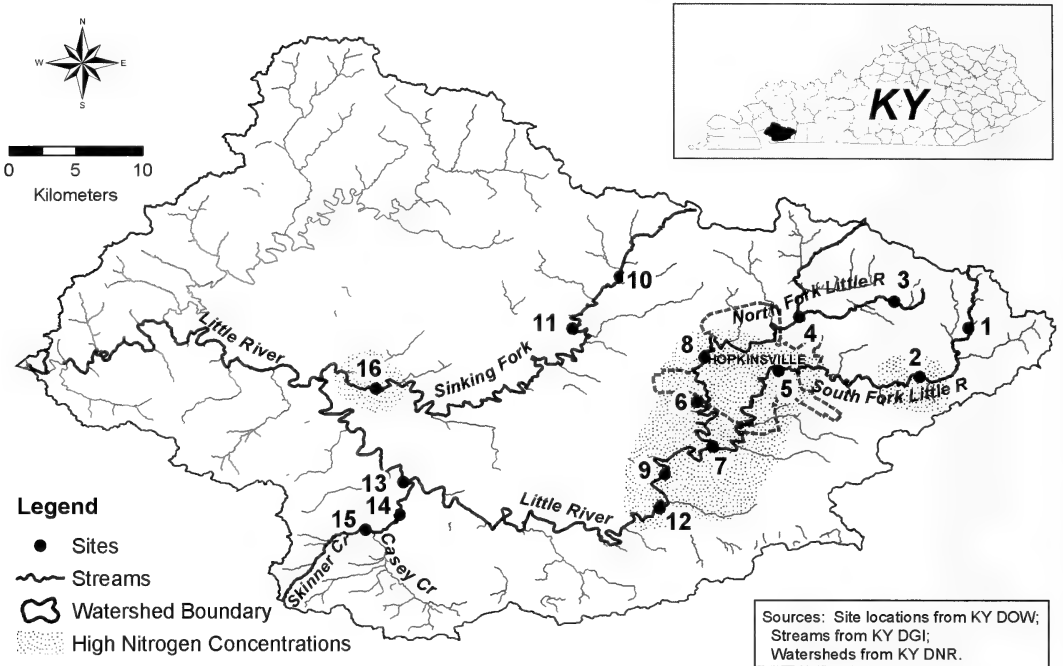 N
W E
S
0 5 10
Kilometers
KY
10
11
North Fork Little R
3
4
1
8
HOPKINSVILLE
2
5
South Fork Little R
Little River
16
Sinking Fork
6
7
9
12
13
14
15
Little River
Skinner Cr
Casey Cr
Legend
Sites
Streams
Watershed Boundary
High Nitrogen Concentrations
Sources: Site locations from KY DOW;
Streams from KY DGI;
Watersheds from KY DNR.